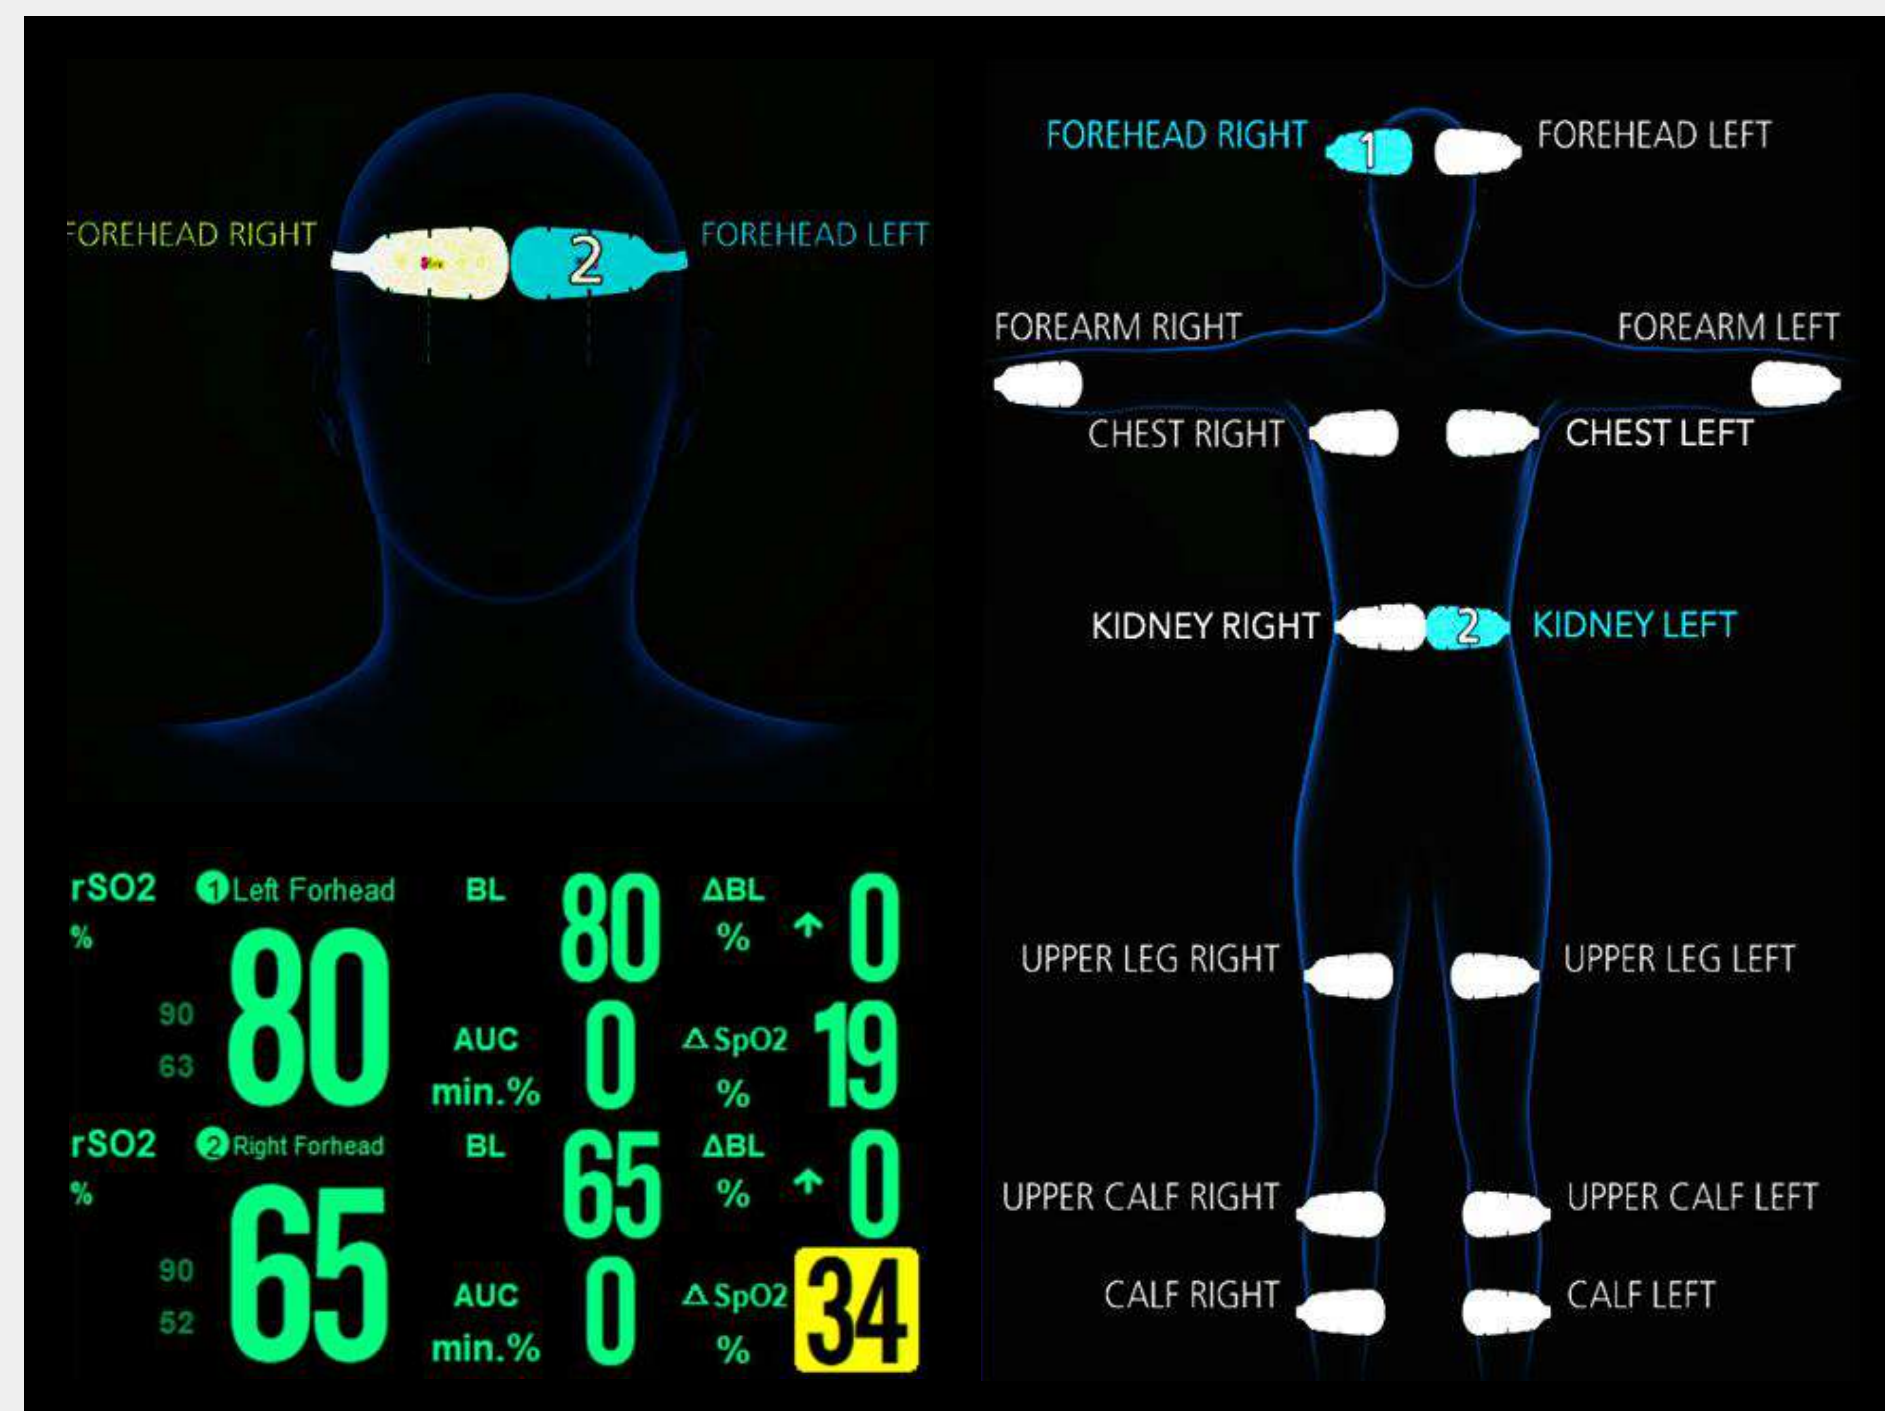 FOREHEAD RIGHT
2
FOREHEAD LEFT
rSO2 1 Left Forhead BL 80 ΔBL
% % ↑ 0
80
90
63
AUC 0 ΔSpO2 19
min.% %
rSO2 2 Right Forhead BL 65 ΔBL
% % ↑ 0
65
90
52
AUC 0 ΔSpO2 34
min.% %
FOREHEAD RIGHT 1 FOREHEAD LEFT
FOREARM RIGHT FOREARM LEFT
CHEST RIGHT CHEST LEFT
KIDNEY RIGHT 2 KIDNEY LEFT
UPPER LEG RIGHT UPPER LEG LEFT
UPPER CALF RIGHT UPPER CALF LEFT
CALF RIGHT CALF LEFT